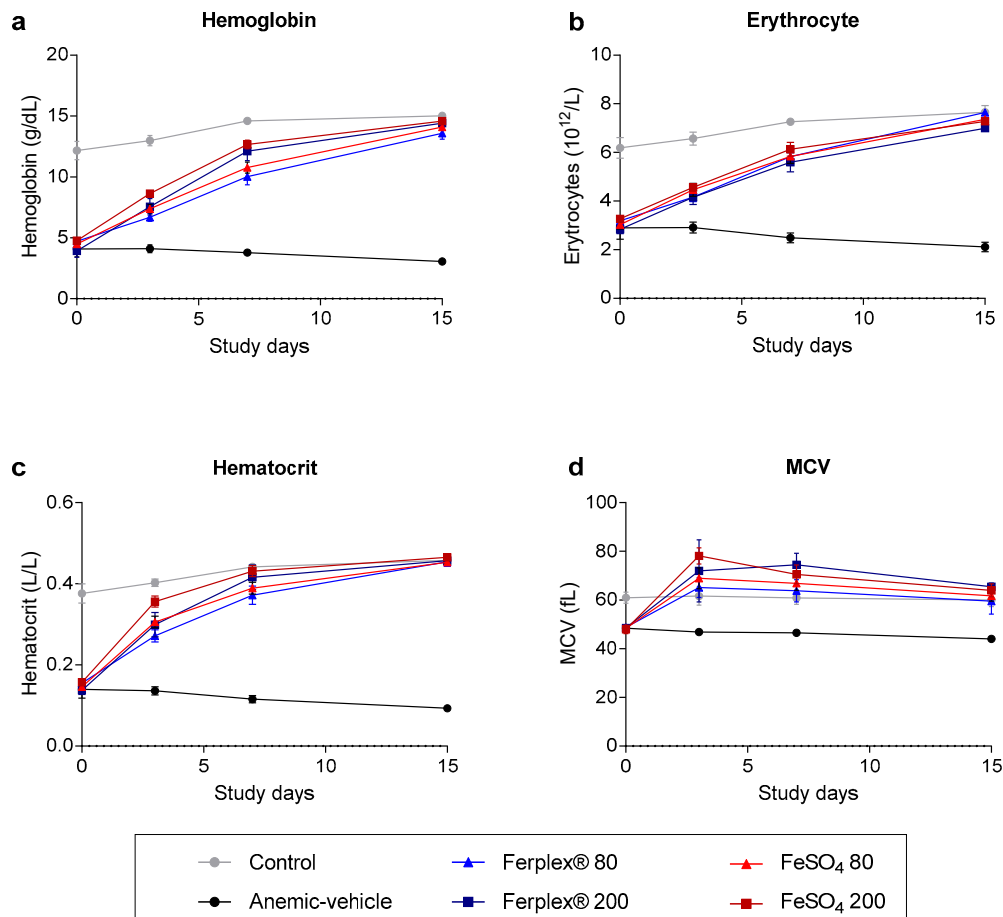 a
Hemoglobin
Hemoglobin (g/dL)
20
15
10
5
0
0 5 10 15
Study days
b
Erythrocyte
Erytrocytes (10¹²/L)
10
8
6
4
2
0
0 5 10 15
Study days
c
Hematocrit
Hematocrit (L/L)
0.6
0.4
0.2
0.0
0 5 10 15
Study days
d
MCV
MCV (fL)
100
80
60
40
20
0
0 5 10 15
Study days
Control Ferplex® 80 FeSO₄ 80
Anemic-vehicle Ferplex® 200 FeSO₄ 200